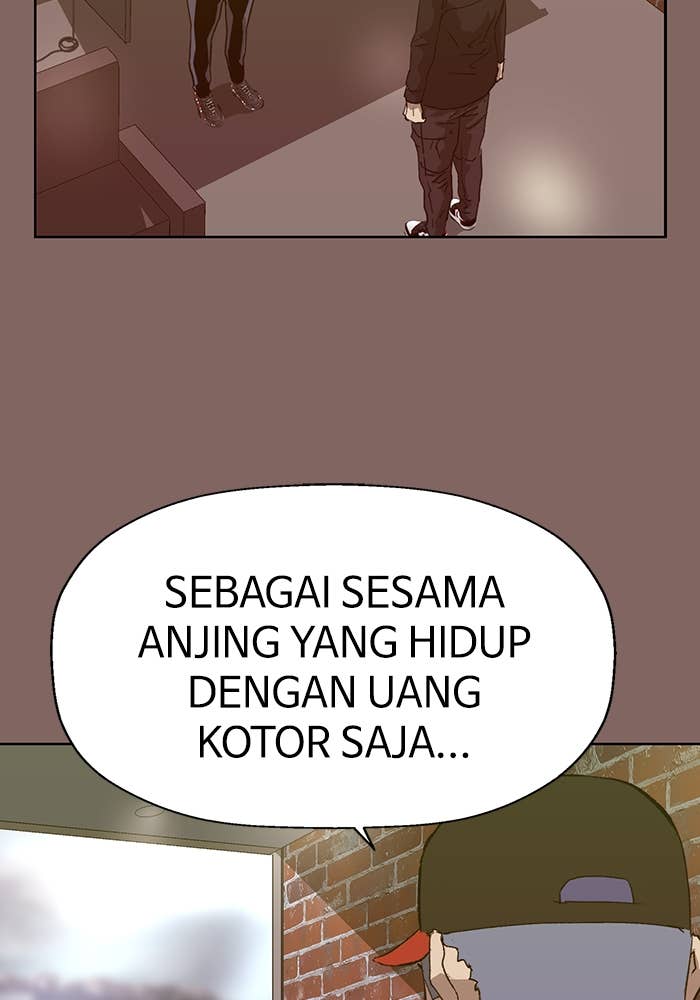 SEBAGAI SESAMA
ANJING YANG HIDUP
DENGAN UANG
KOTOR SAJA...